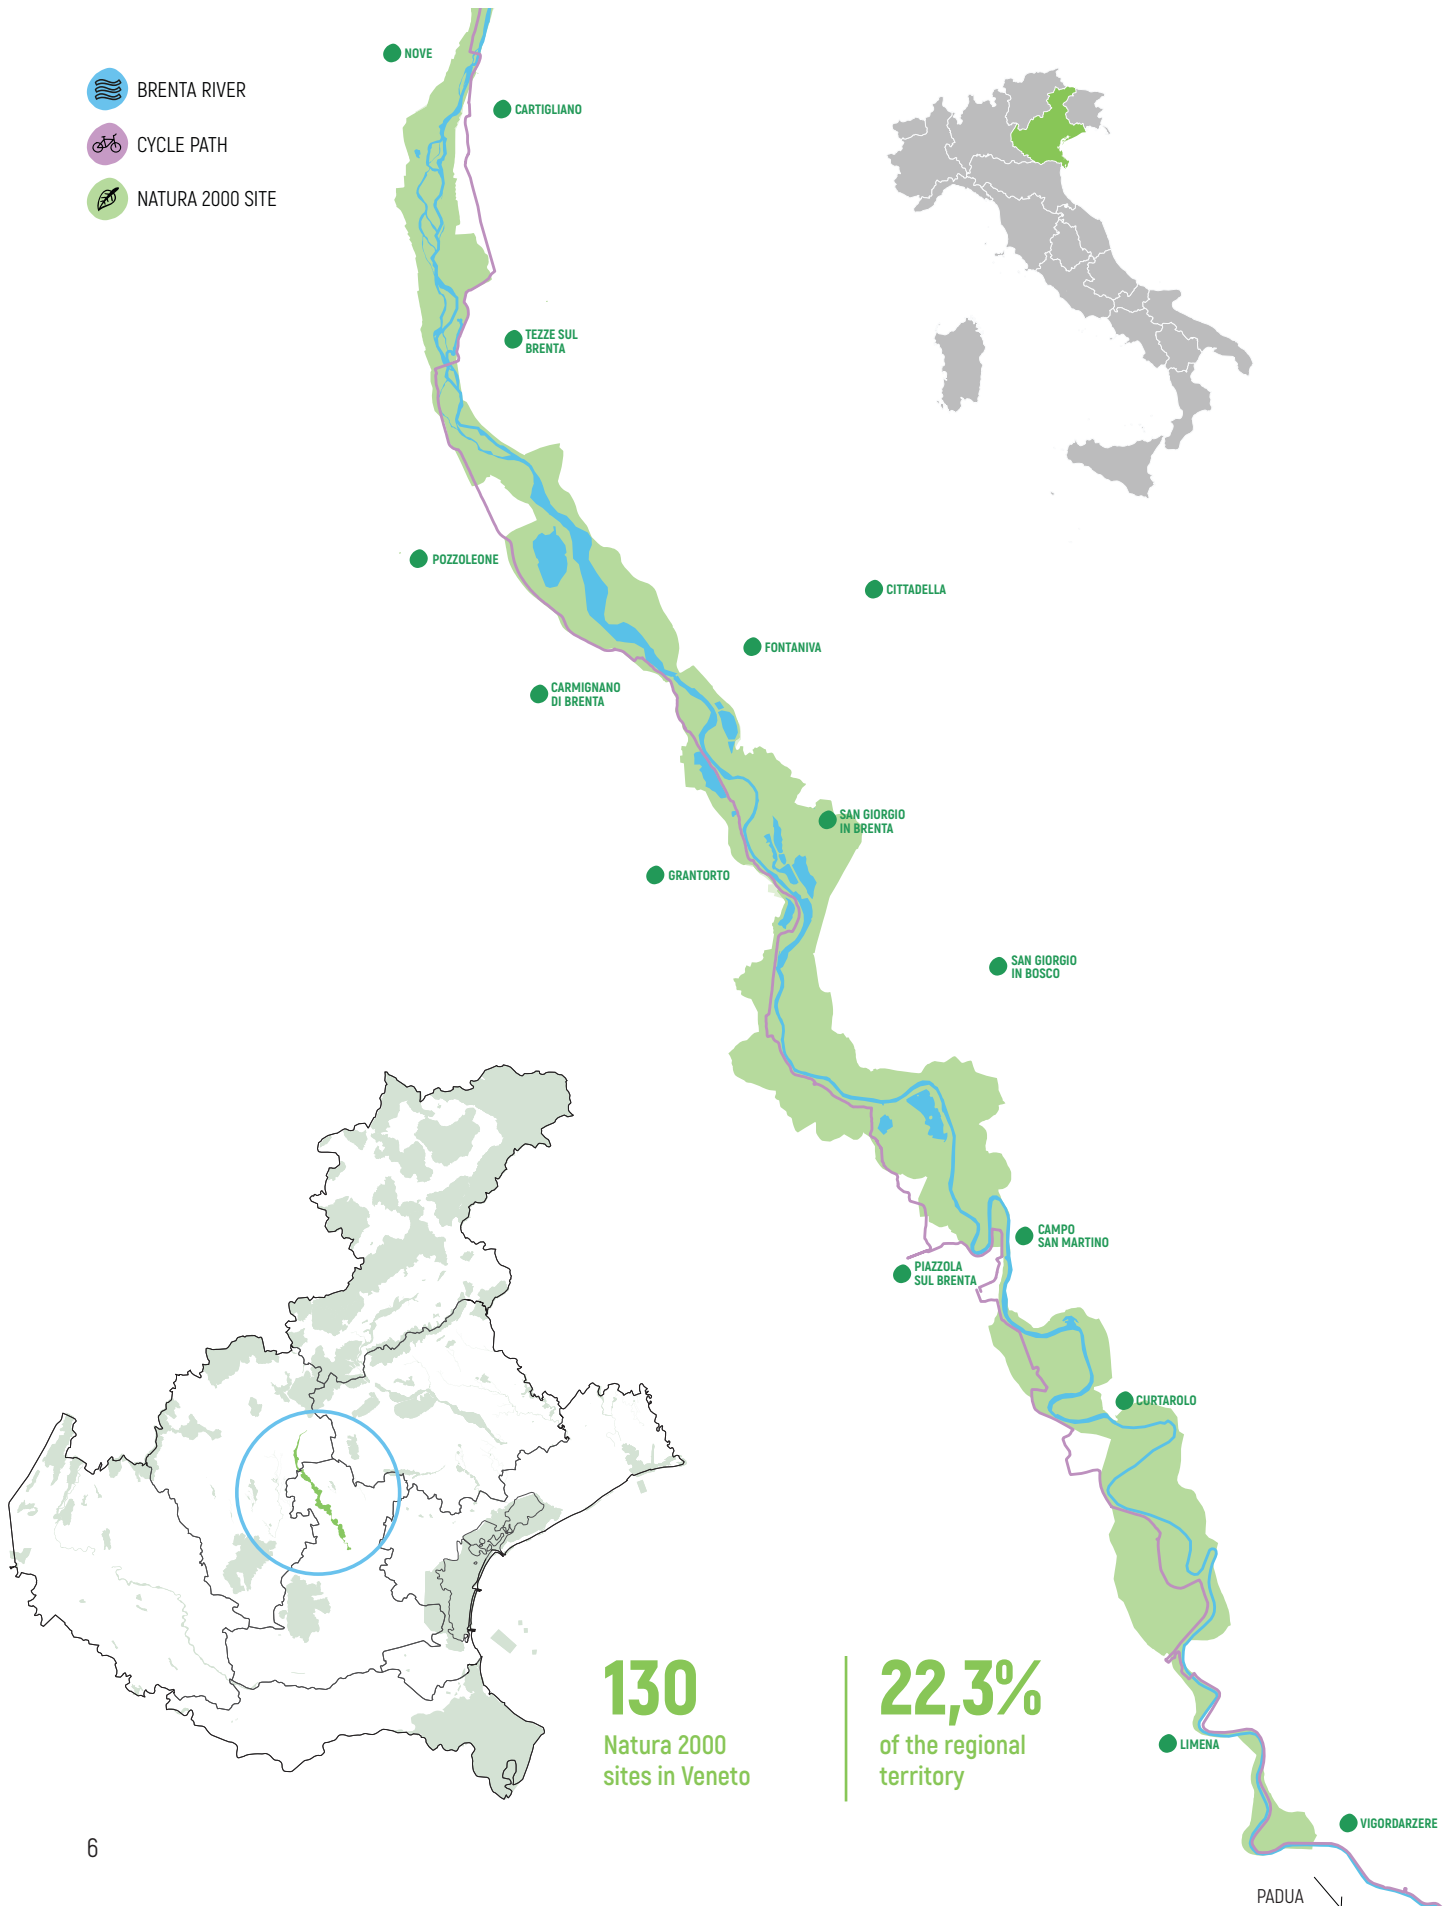 NOVE
BRENTA RIVER
CARTIGLIANO
CYCLE PATH
NATURA 2000 SITE
TEZZE SUL
BRENTA
POZZOLEONE
CITTADELLA
FONTANIVA
CARMIGNANO
DI BRENTA
SAN GIORGIO
IN BRENTA
GRANTORTO
SAN GIORGIO
IN BOSCO
CAMPO
SAN MARTINO
PIAZZOLA
SUL BRENTA
CURTAROLO
130
Natura 2000
sites in Veneto
22,3%
of the regional
territory
LIMENA
VIGORDARZERE
6
PADUA